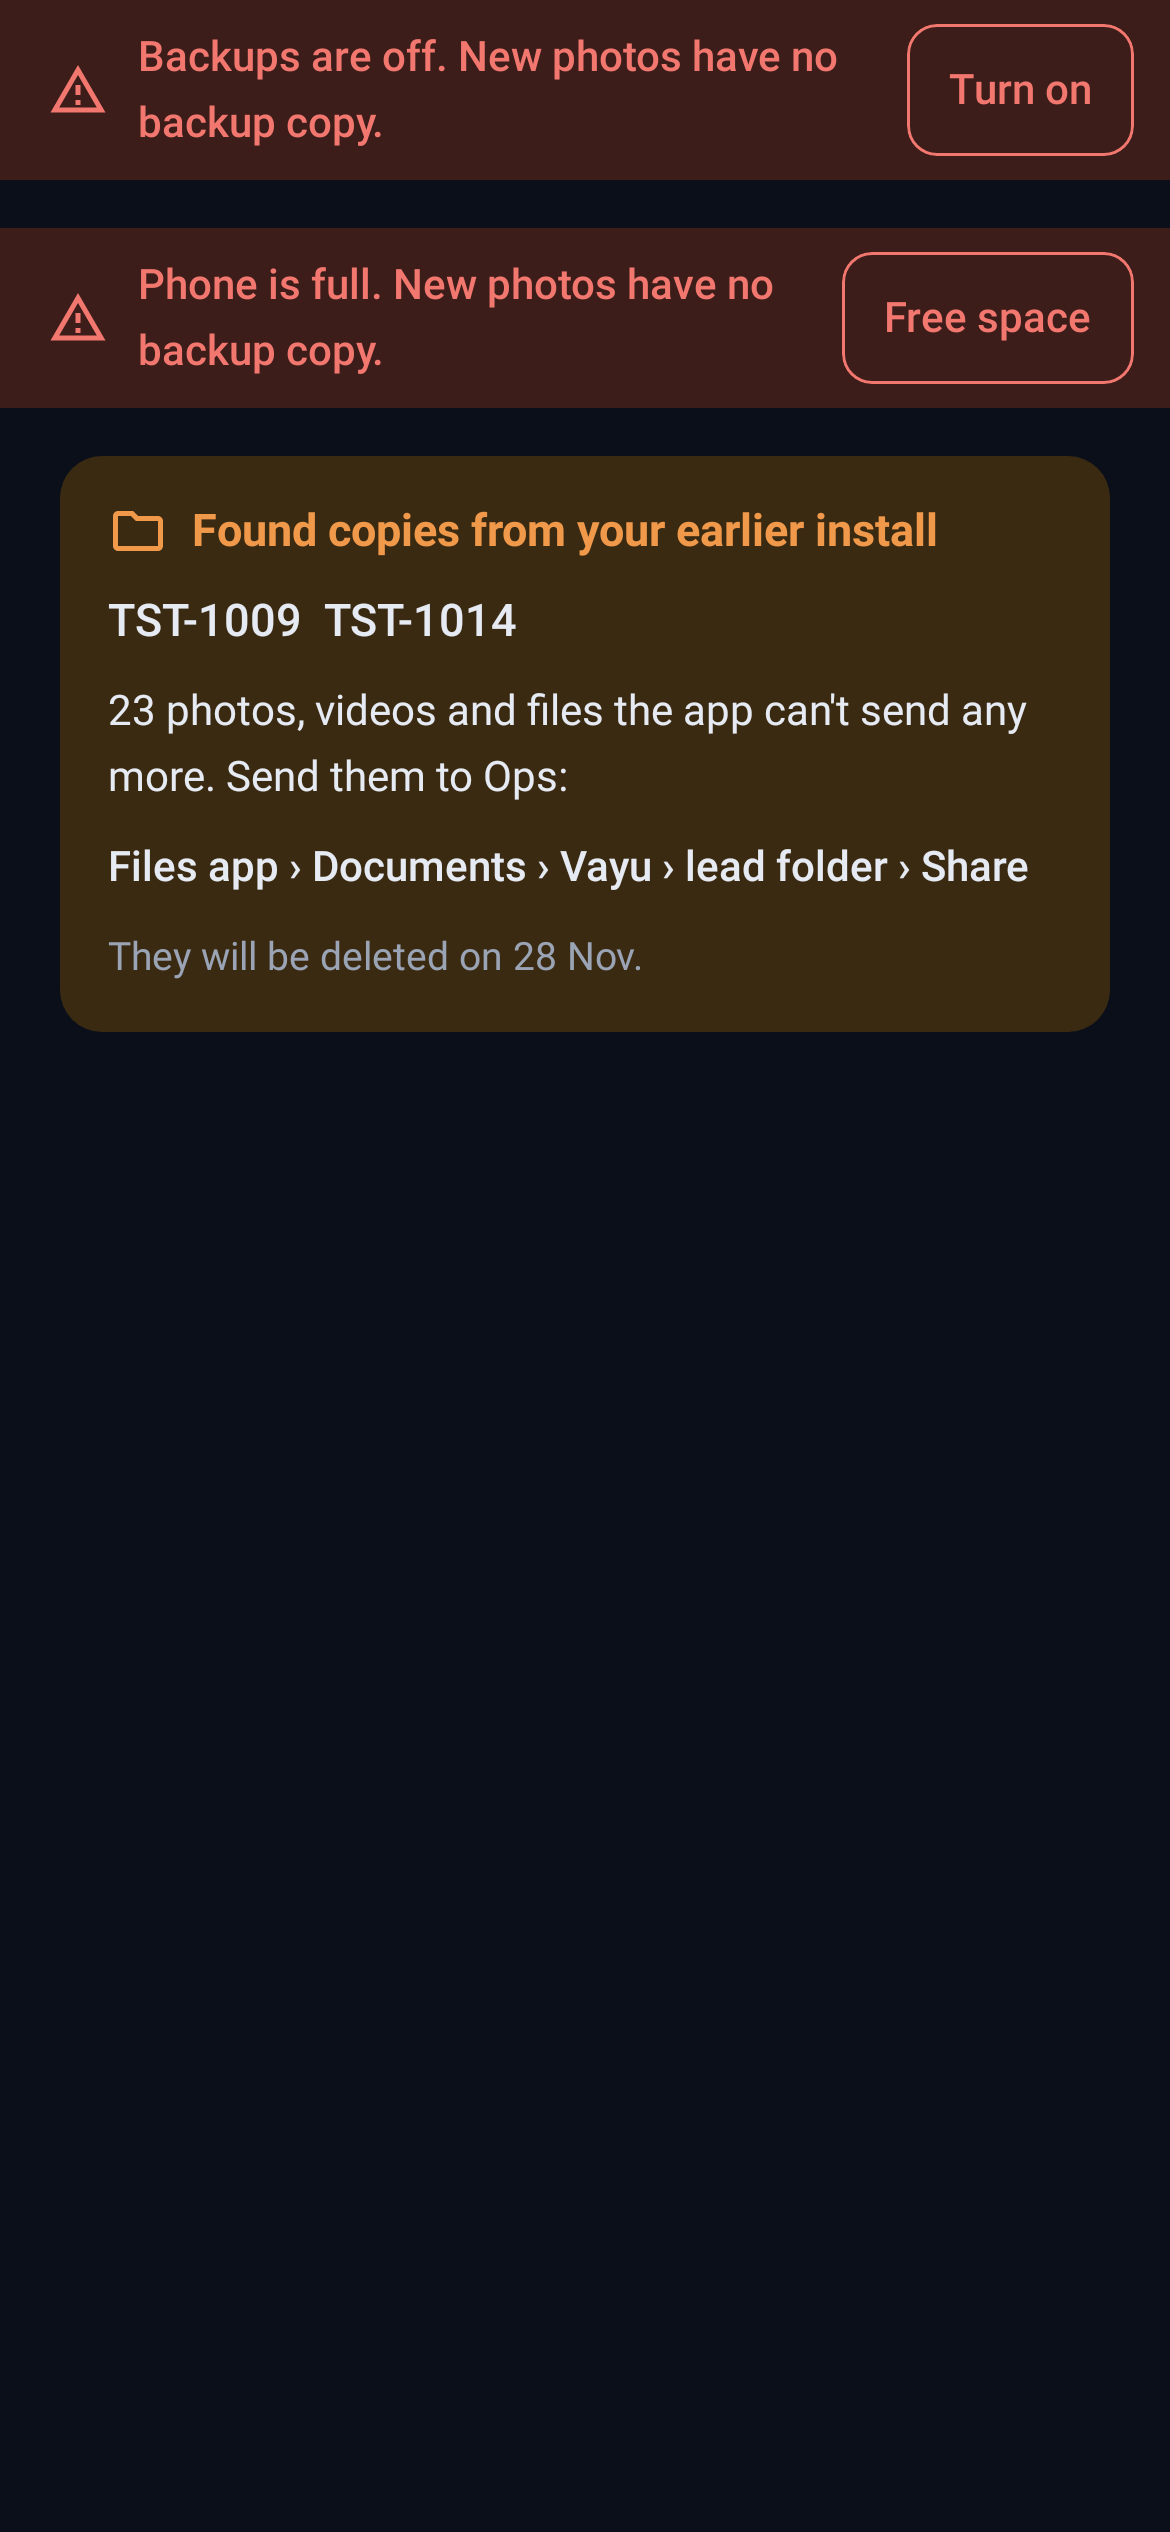 Backups are off. New photos have no
backup copy.
Turn on
Phone is full. New photos have no
backup copy.
Free space
Found copies from your earlier install
TST-1009 TST-1014
23 photos, videos and files the app can't send any
more. Send them to Ops:
Files app › Documents › Vayu › lead folder › Share
They will be deleted on 28 Nov.